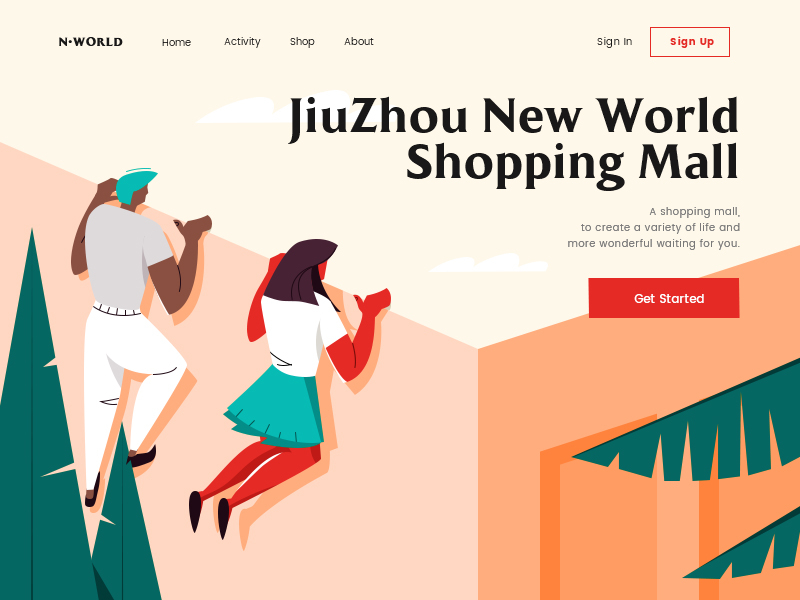 N·WORLD
Home
Activity
Shop
About
Sign In
Sign Up
JiuZhou New World
Shopping Mall
A shopping mall,
to create a variety of life and
more wonderful waiting for you.
Get Started